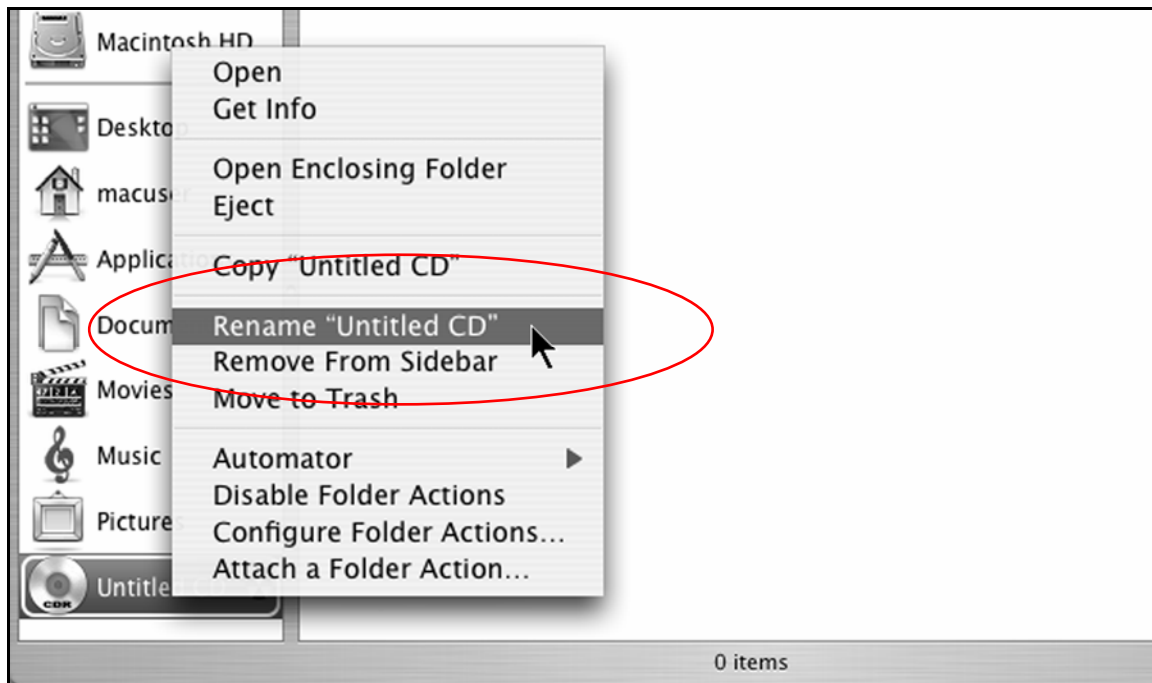 Macintosh HD
Open
Get Info
Desktop
Open Enclosing Folder
macuser
Eject
Applications
Copy “Untitled CD”
Documents
Rename “Untitled CD”
Remove From Sidebar
Movies
Move to Trash
Music
Automator
Disable Folder Actions
Pictures
Configure Folder Actions...
Attach a Folder Action...
Untitled
CDR
0 items